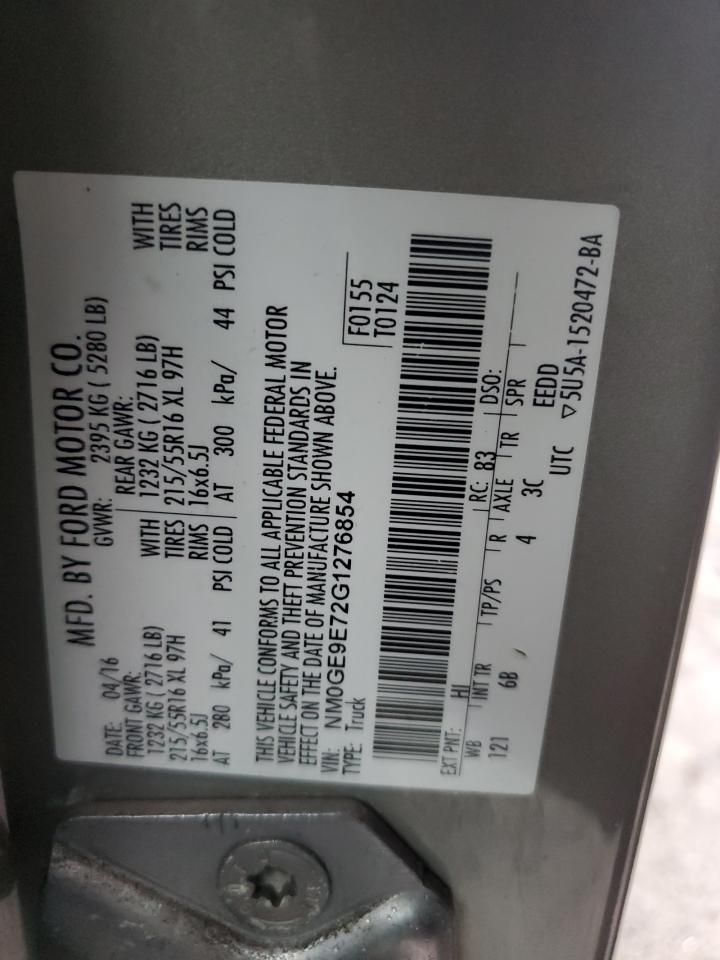 MFD. BY FORD MOTOR CO.
DATE: 04/16 GVWR: 2395 KG ( 5280 LB)
FRONT GAWR: REAR GAWR:
1232 KG ( 2716 LB) WITH 1232 KG ( 2716 LB) WITH
215/55R16 XL 97H TIRES 215/55R16 XL 97H TIRES
16x6.5J RIMS 16x6.5J RIMS
AT 280 kPa/ 41 PSI COLD AT 300 kPa/ 44 PSI COLD
THIS VEHICLE CONFORMS TO ALL APPLICABLE FEDERAL MOTOR
VEHICLE SAFETY AND THEFT PREVENTION STANDARDS IN
EFFECT ON THE DATE OF MANUFACTURE SHOWN ABOVE.
VIN: NM0GE9E72G1276854 F0155
TYPE: Truck T0124
EXT PNT: HI RC: B3 DSO:
WB INT TR TP/PS R AXLE TR SPR
121 6B 4 3C EEDD
UTC ▽5U5A-1520472-BA